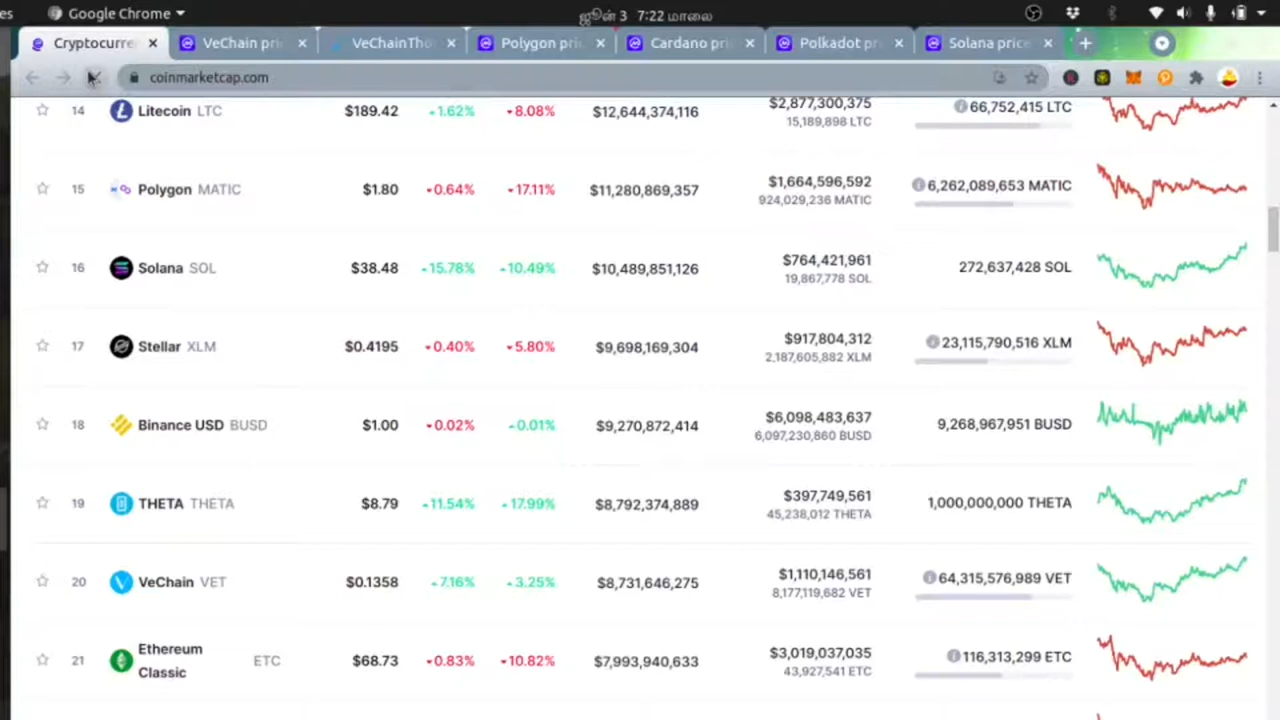 es Google Chrome ஜூன் 3 7:22 மாலை
Cryptocurre VeChain pri VeChainTho Polygon pri Cardano pri Polkadot pr Solana price
coinmarketcap.com
14 Litecoin LTC $189.42 1.62% 8.08% $12,644,374,116 $2,877,300,375 66,752,415 LTC
15,189,898 LTC
15 Polygon MATIC $1.80 0.64% 17.11% $11,280,869,357 $1,664,596,592 6,262,089,653 MATIC
924,029,236 MATIC
16 Solana SOL $38.48 15.78% 10.49% $10,489,851,126 $764,421,961 272,637,428 SOL
19,867,778 SOL
17 Stellar XLM $0.4195 0.40% 5.80% $9,698,169,304 $917,804,312 23,115,790,516 XLM
2,187,605,882 XLM
18 Binance USD BUSD $1.00 0.02% 0.01% $9,270,872,414 $6,098,483,637 9,268,967,951 BUSD
6,097,230,860 BUSD
19 THETA THETA $8.79 11.54% 17.99% $8,792,374,889 $397,749,561 1,000,000,000 THETA
45,238,012 THETA
20 VeChain VET $0.1358 7.16% 3.25% $8,731,646,275 $1,110,146,561 64,315,576,989 VET
8,177,119,682 VET
21 Ethereum Classic ETC $68.73 0.83% 10.82% $7,993,940,633 $3,019,037,035 116,313,299 ETC
43,927,541 ETC